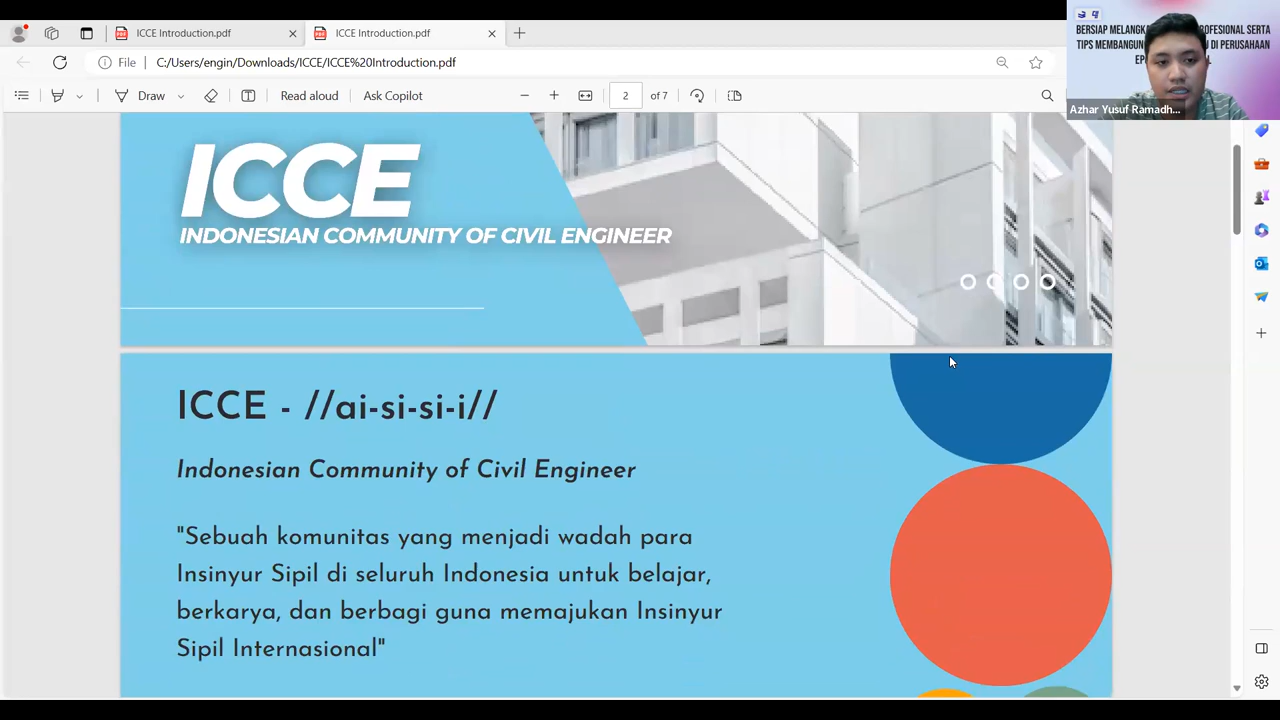 ICCE Introduction.pdf
ICCE Introduction.pdf
File
C:/Users/engin/Downloads/ICCE/ICCE%20Introduction.pdf
Draw
Read aloud
Ask Copilot
2
of 7
BERSIAP
SERTA
TIPS
DI PERUSAHAAN
Azhar Yusuf Ramadh...
ICCE
INDONESIAN COMMUNITY OF CIVIL ENGINEER
ICCE - //ai-si-si-i//
Indonesian Community of Civil Engineer
"Sebuah komunitas yang menjadi wadah para
Insinyur Sipil di seluruh Indonesia untuk belajar,
berkarya, dan berbagi guna memajukan Insinyur
Sipil Internasional"